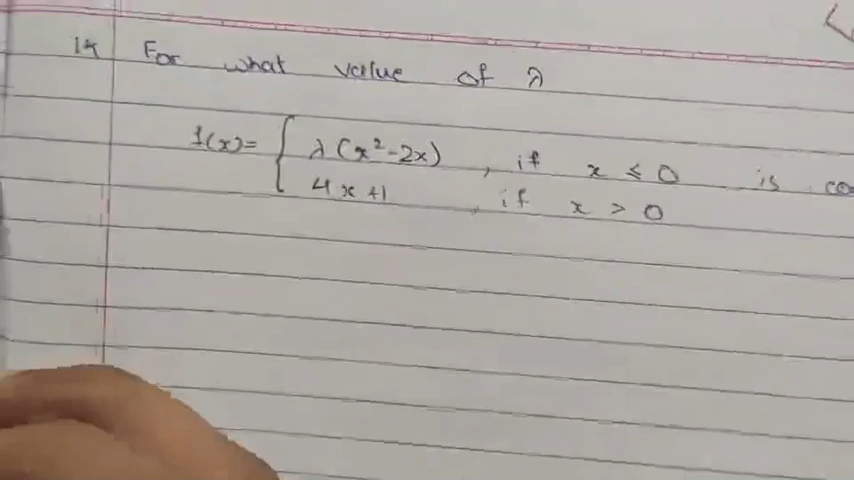 14 For what value of λ
f(x)= { λ (x²-2x) , if x ≤ 0 is
4x+1 , if x > 0